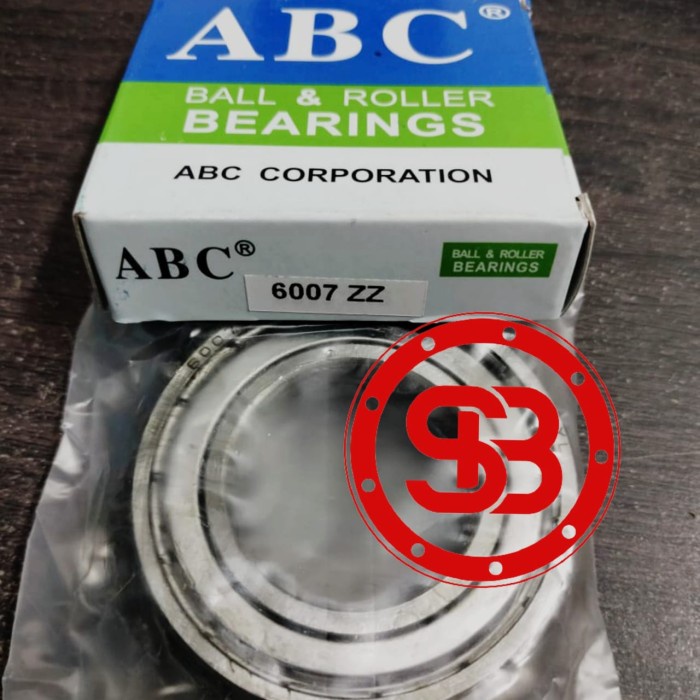 ABC®
BALL & ROLLER
BEARINGS
ABC CORPORATION
ABC®
BALL & ROLLER
BEARINGS
6007 ZZ
SB